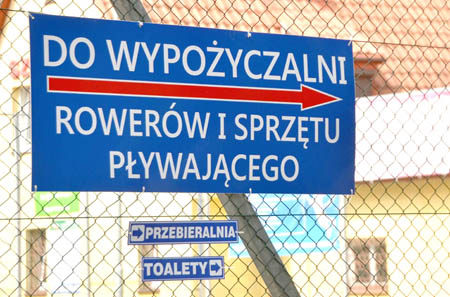 DO WYPOŻYCZALNI
ROWERÓW I SPRZĘTU
PŁYWAJĄCEGO
PRZEBIERALNIA
TOALETY